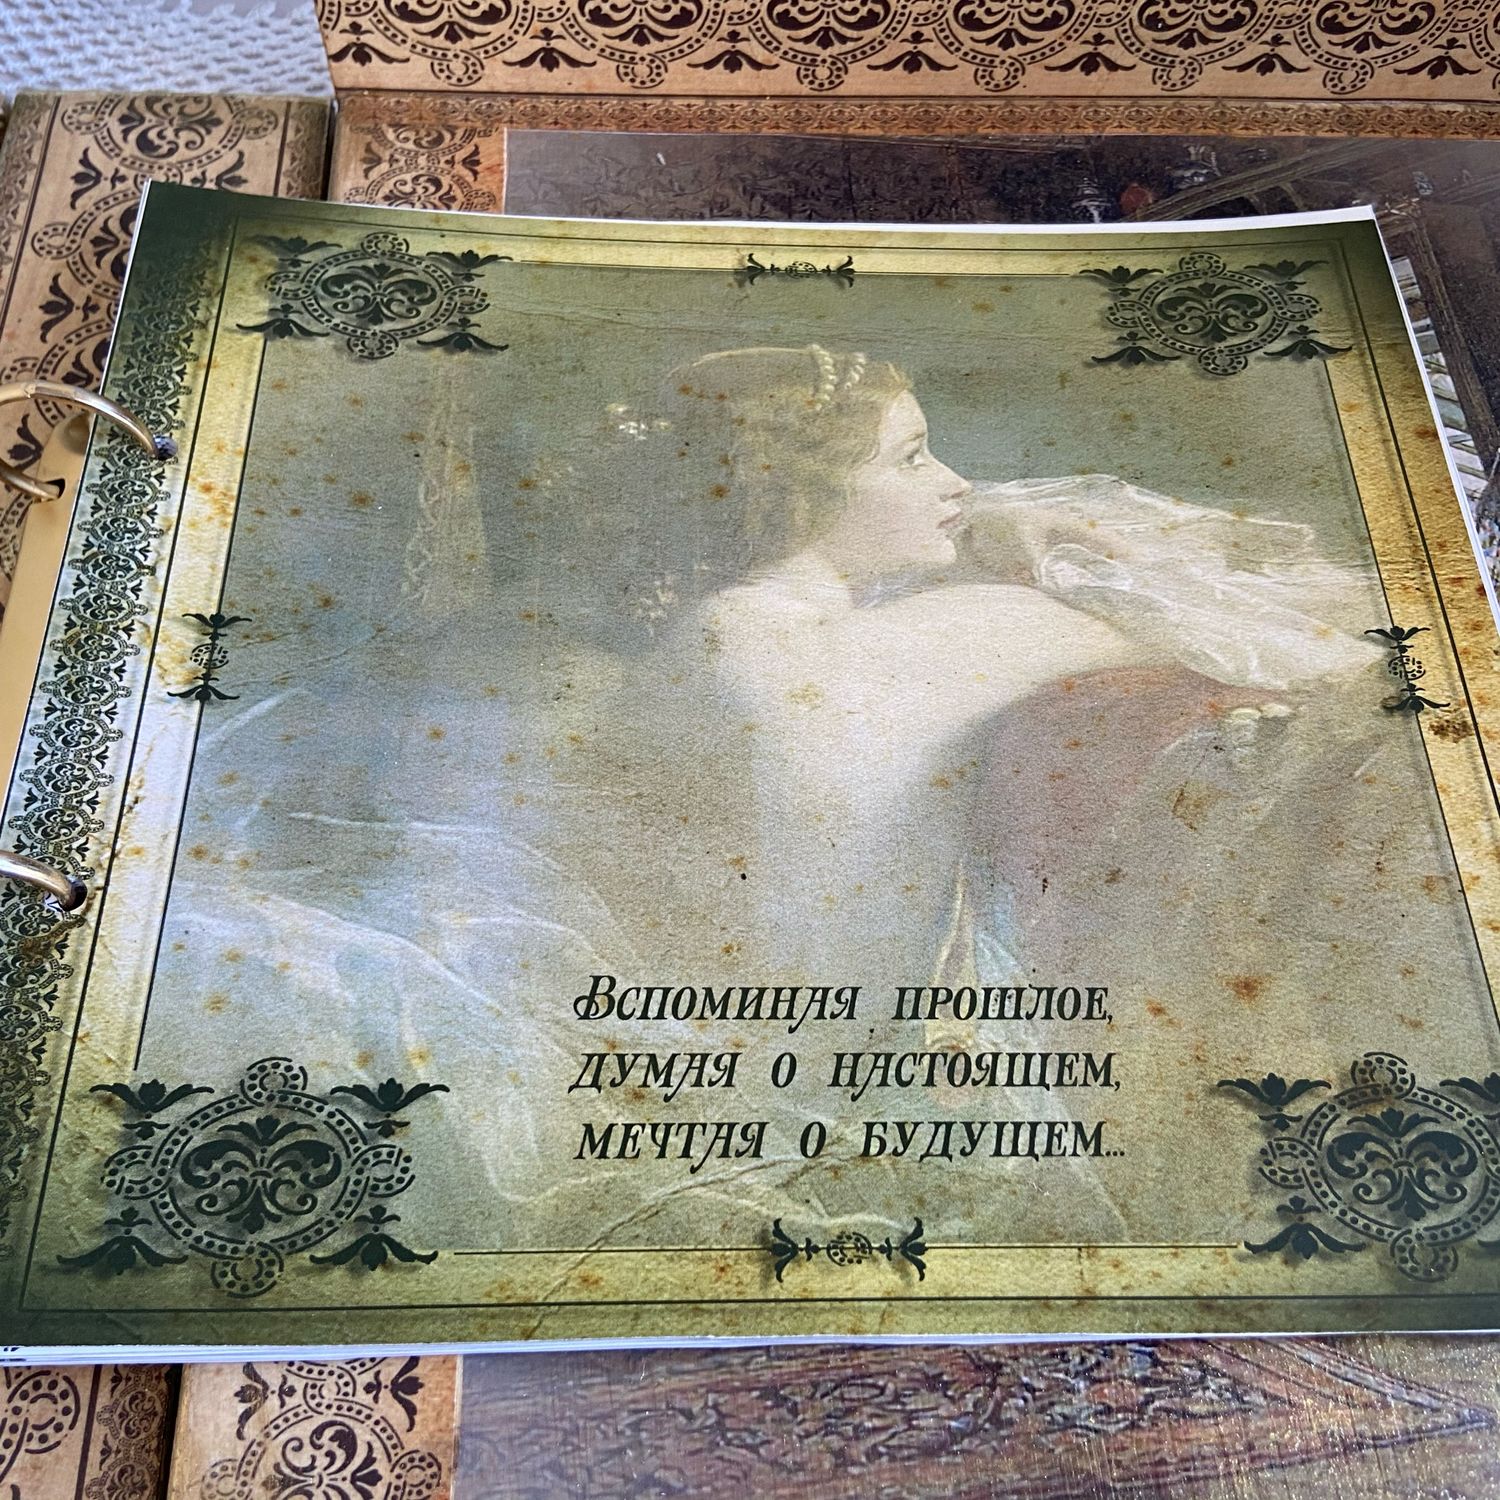 Вспоминая прошлое,
думая о настоящем,
мечтая о будущем...